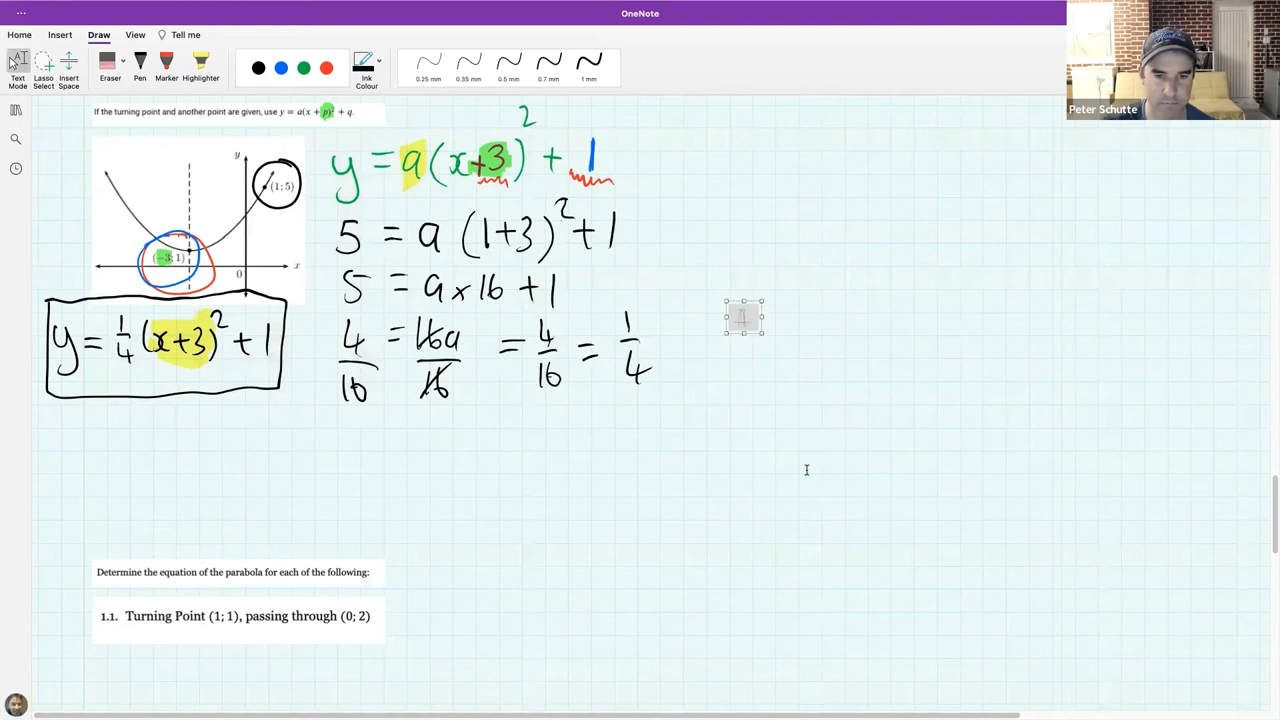 OneNote
Home Insert Draw View Tell me
Text Mode
Lasso Select
Insert Space
Eraser
Pen
Marker
Highlighter
0.35 mm
0.5 mm
0.7 mm
1 mm
Ink Colour
Peter Schutte
If the turning point and another point are given, use y = a(x + p)² + q.
y
(1; 5)
(−3; 1)
0
x
y = a(x+3)² + 1
5 = a(1+3)² + 1
5 = a×16 + 1
4/16 = 16a/16 = 4/16 = 1/4
y = 1/4(x+3)² + 1
Determine the equation of the parabola for each of the following:
1.1. Turning Point (1; 1), passing through (0; 2)